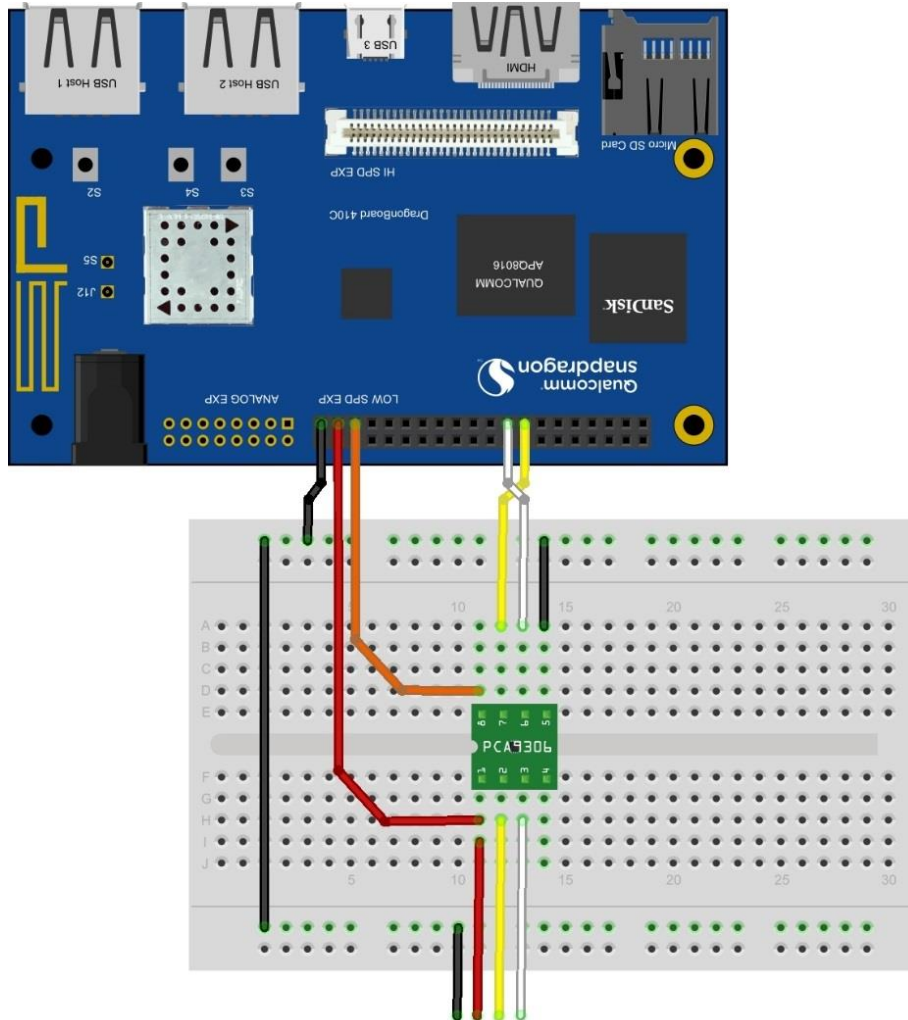 USB Host 1
USB Host 2
USB 3
HDMI
Micro SD Card
HI SPD EXP
S2
S4
S3
DragonBoard 410C
S5
J12
QUALCOMM
APQ8016
SanDisk
Qualcomm
snapdragon
ANALOG EXP
LOW SPD EXP
5 10 15 20 25 30
A
B
C
D
E
8 7 6 5
PCA9306
1 2 3 4
F
G
H
I
J
5 10 15 20 25 30